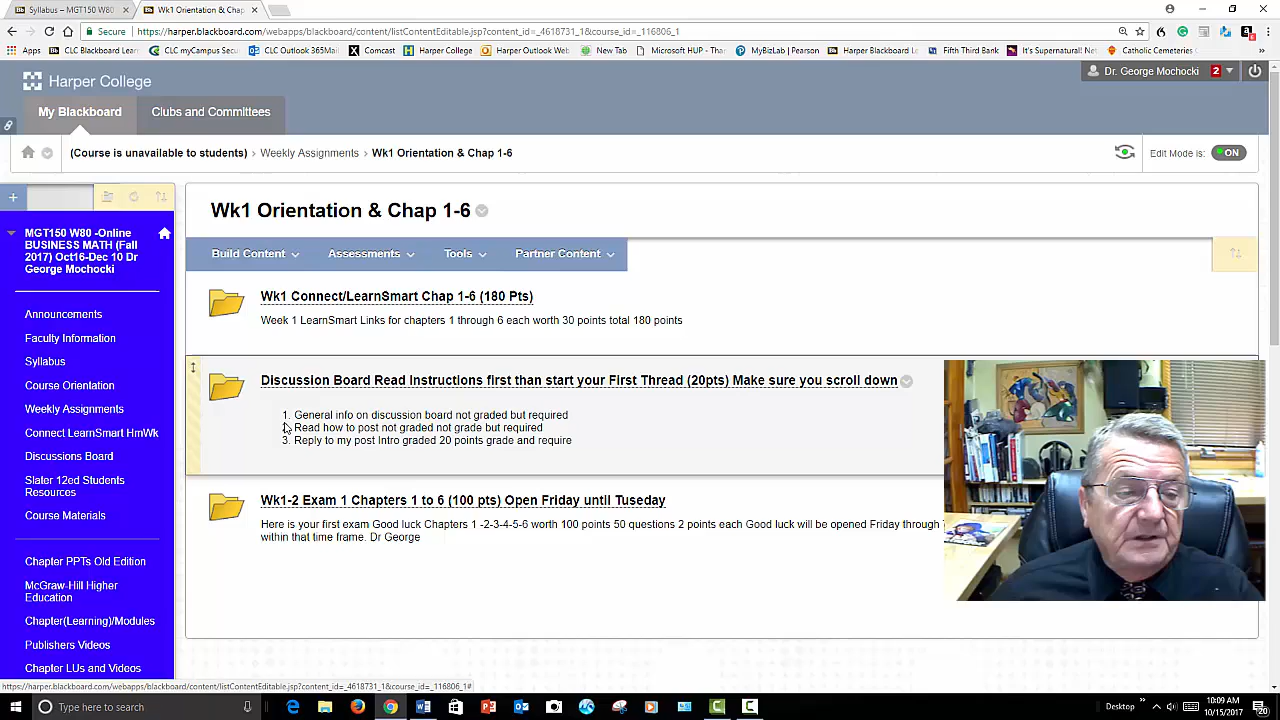 Syllabus – MGT150 W80
Wk1 Orientation & Chap
Secure
https://harper.blackboard.com/webapps/blackboard/content/listContentEditable.jsp?content_id=_4618731_1&course_id=_116806_1
Apps
CLC Blackboard Learn
CLC myCampus Secu
CLC Outlook 365Mail
Comcast
Harper College
Harper Outlook Web
New Tab
Microsoft HUP - Th
MyBizLab | Pearson
Harper Blackboard L
Fifth Third Bank
It's Supernatural! Ne
Catholic Cemeteries
Harper College
Dr. George Mochocki
2
My Blackboard
Clubs and Committees
(Course is unavailable to students)
Weekly Assignments
Wk1 Orientation & Chap 1-6
Edit Mode is:
ON
MGT150 W80 -Online
BUSINESS MATH (Fall
2017) Oct16-Dec 10 Dr
George Mochocki
Announcements
Faculty Information
Syllabus
Course Orientation
Weekly Assignments
Connect LearnSmart HmWk
Discussions Board
Slater 12ed Students
Resources
Course Materials
Chapter PPTs Old Edition
McGraw-Hill Higher
Education
Chapter(Learning)/Modules
Publishers Videos
Chapter LUs and Videos
Wk1 Orientation & Chap 1-6
Build Content
Assessments
Tools
Partner Content
Wk1 Connect/LearnSmart Chap 1-6 (180 Pts)
Week 1 LearnSmart Links for chapters 1 through 6 each worth 30 points total 180 points
Discussion Board Read Instructions first than start your First Thread (20pts) Make sure you scroll down
1. General info on discussion board not graded but required
Read how to post not graded not grade but required
3. Reply to my post Intro graded 20 points grade and require
Wk1-2 Exam 1 Chapters 1 to 6 (100 pts) Open Friday until Tuseday
Here is your first exam Good luck Chapters 1 -2-3-4-5-6 worth 100 points 50 questions 2 points each Good luck will be opened Friday through
within that time frame. Dr George
https://harper.blackboard.com/webapps/blackboard/content/listContentEditable.jsp?content_id=_4618731_1&course_id=_116806_1#
Type here to search
Desktop
10:09 AM
10/15/2017
20